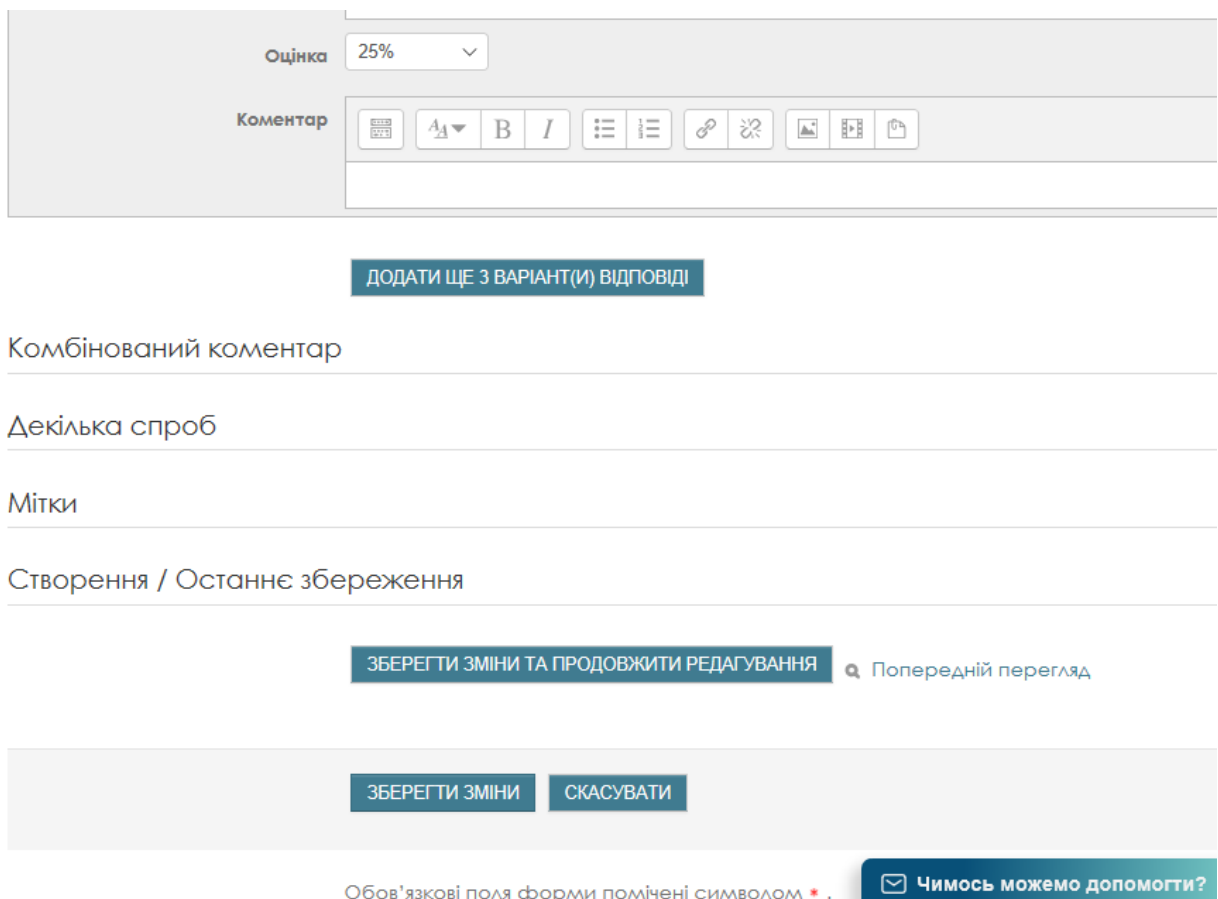 Оцінка
25%
Коментар
B I
ДОДАТИ ЩЕ 3 ВАРІАНТ(И) ВІДПОВІДІ
Комбінований коментар
Декілька спроб
Мітки
Створення / Останнє збереження
ЗБЕРЕГТИ ЗМІНИ ТА ПРОДОВЖИТИ РЕДАГУВАННЯ
Попередній перегляд
ЗБЕРЕГТИ ЗМІНИ СКАСУВАТИ
Обов’язкові поля форми помічені символом * .
Чимось можемо допомогти?